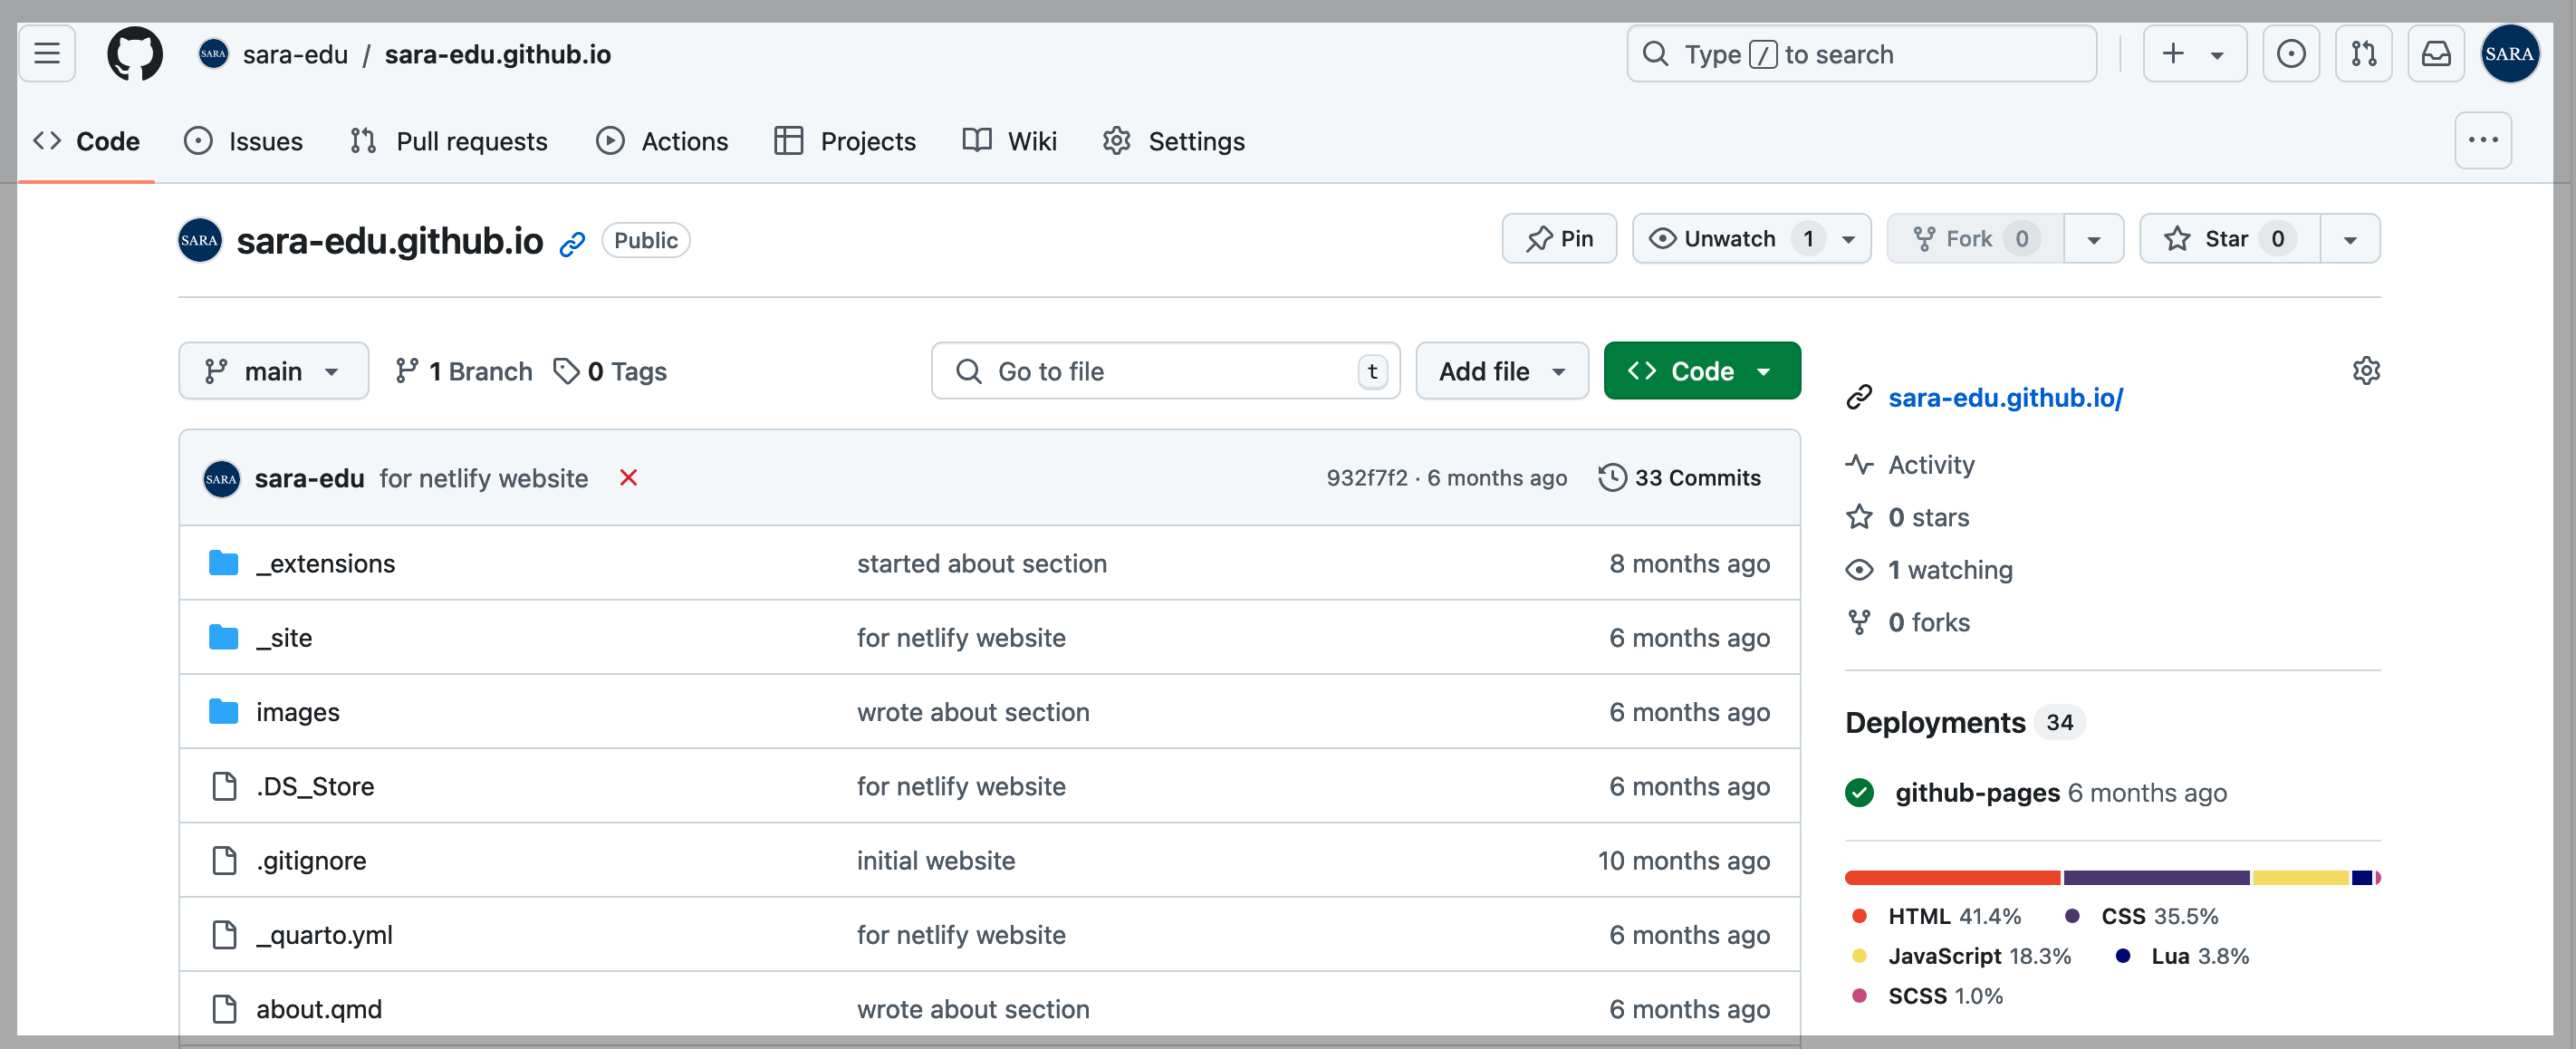 SARA sara-edu / sara-edu.github.io Type / to search SARA
Code Issues Pull requests Actions Projects Wiki Settings
SARA sara-edu.github.io Public Pin Unwatch 1 Fork 0 Star 0
main 1 Branch 0 Tags Go to file t Add file Code
sara-edu.github.io/
SARA sara-edu for netlify website 932f7f2 · 6 months ago 33 Commits
_extensions started about section 8 months ago
_site for netlify website 6 months ago
images wrote about section 6 months ago
.DS_Store for netlify website 6 months ago
.gitignore initial website 10 months ago
_quarto.yml for netlify website 6 months ago
about.qmd wrote about section 6 months ago
Activity
0 stars
1 watching
0 forks
Deployments 34
github-pages 6 months ago
HTML 41.4% CSS 35.5%
JavaScript 18.3% Lua 3.8%
SCSS 1.0%